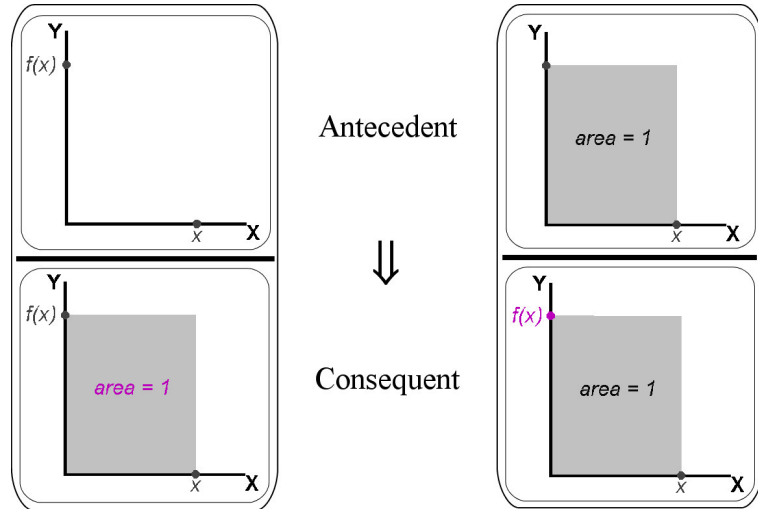 Y
f(x)
x
X
Antecedent
Y
area = 1
x
X
⇓
Y
f(x)
area = 1
x
X
Consequent
Y
f(x)
area = 1
x
X